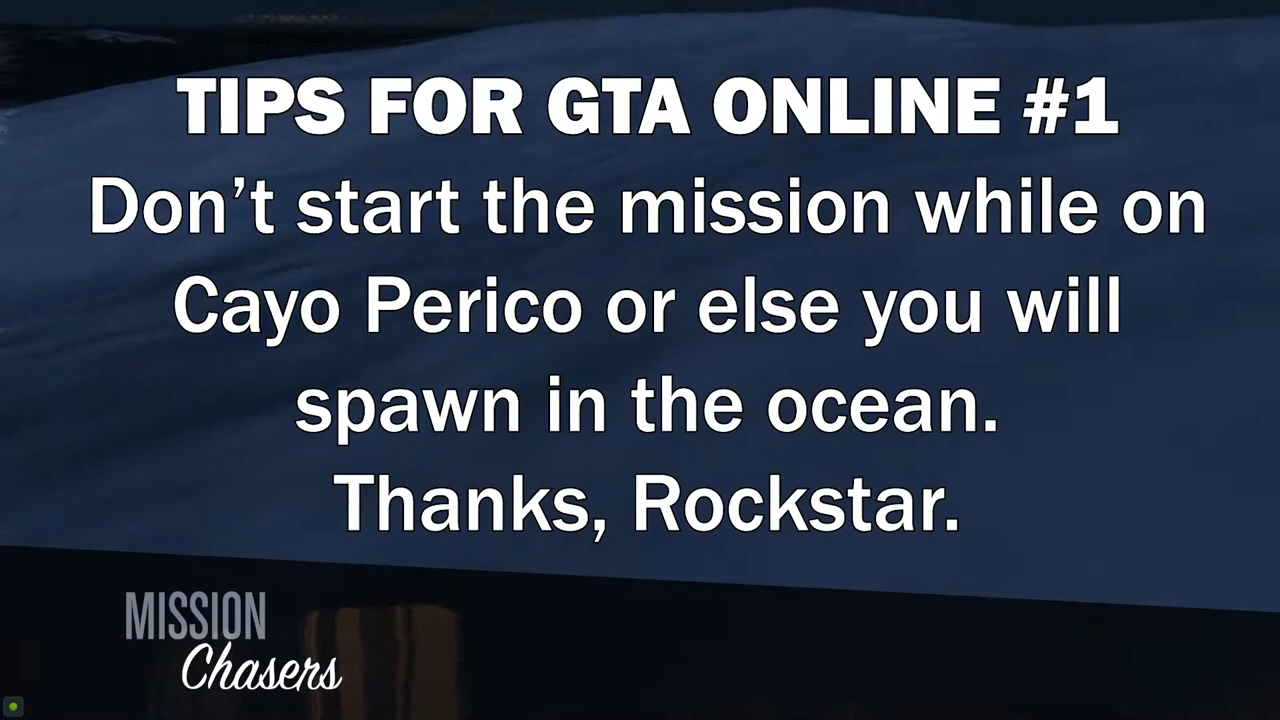 TIPS FOR GTA ONLINE #1
Don’t start the mission while on
Cayo Perico or else you will
spawn in the ocean.
Thanks, Rockstar.
MISSION
Chasers